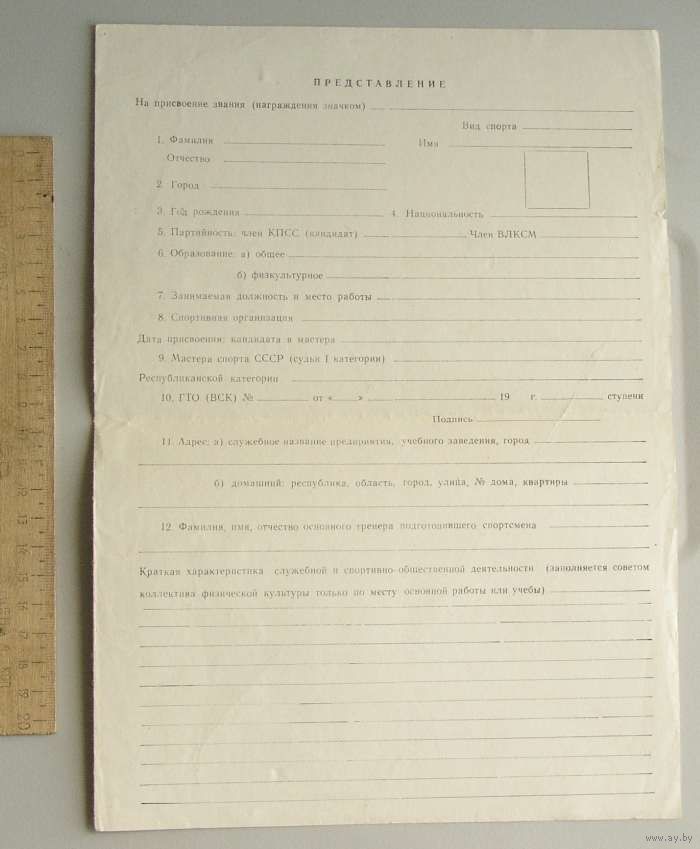 ПРЕДСТАВЛЕНИЕ
На присвоение звания (награждения значком)
Вид спорта
1. Фамилия
Имя
Отчество
2. Город
3. Год рождения 4. Национальность
5. Партийность: член КПСС (кандидат) Член ВЛКСМ
6. Образование: а) общее
б) физкультурное
7. Занимаемая должность и место работы
8. Спортивная организация
Дата присвоения: кандидата в мастера
9. Мастера спорта СССР (судьи I категории)
Республиканской категории
10. ГТО (ВСК) № от « » 19 г. ступени
Подпись
11. Адрес: а) служебное название предприятия, учебного заведения, город
б) домашний: республика, область, город, улица, № дома, квартиры
12. Фамилия, имя, отчество основного тренера подготовившего спортсмена
Краткая характеристика служебной и спортивно-общественной деятельности (заполняется советом
коллектива физической культуры только по месту основной работы или учебы)
www.ay.by